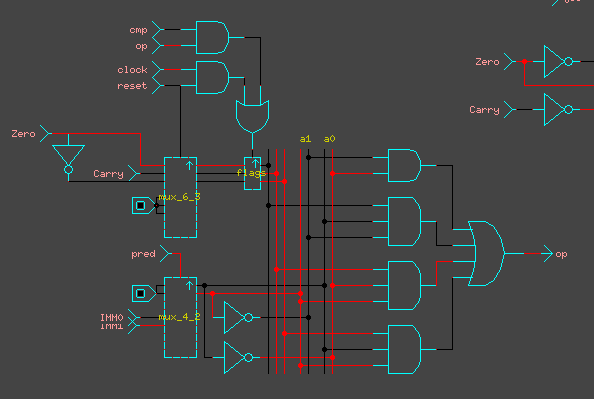 cmp
op
clock
reset
Zero
Carry
Zero
Carry
flags
a1 a0
mux_6_3
pred
mux_4_2
IMM0
IMM1
op